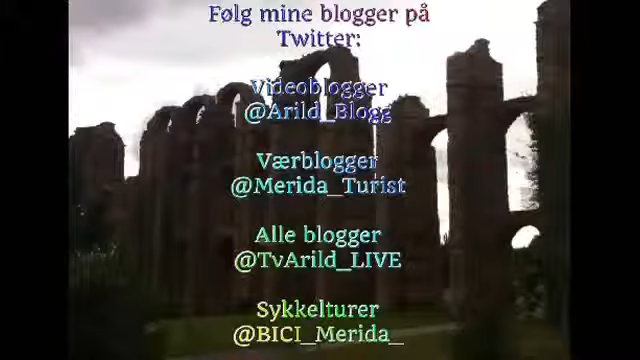 Følg mine blogger på
Twitter:
Videoblogger
@Arild_Blogg
Værblogger
@Merida_Turist
Alle blogger
@TvArild_LIVE
Sykkelturer
@BICI_Merida_